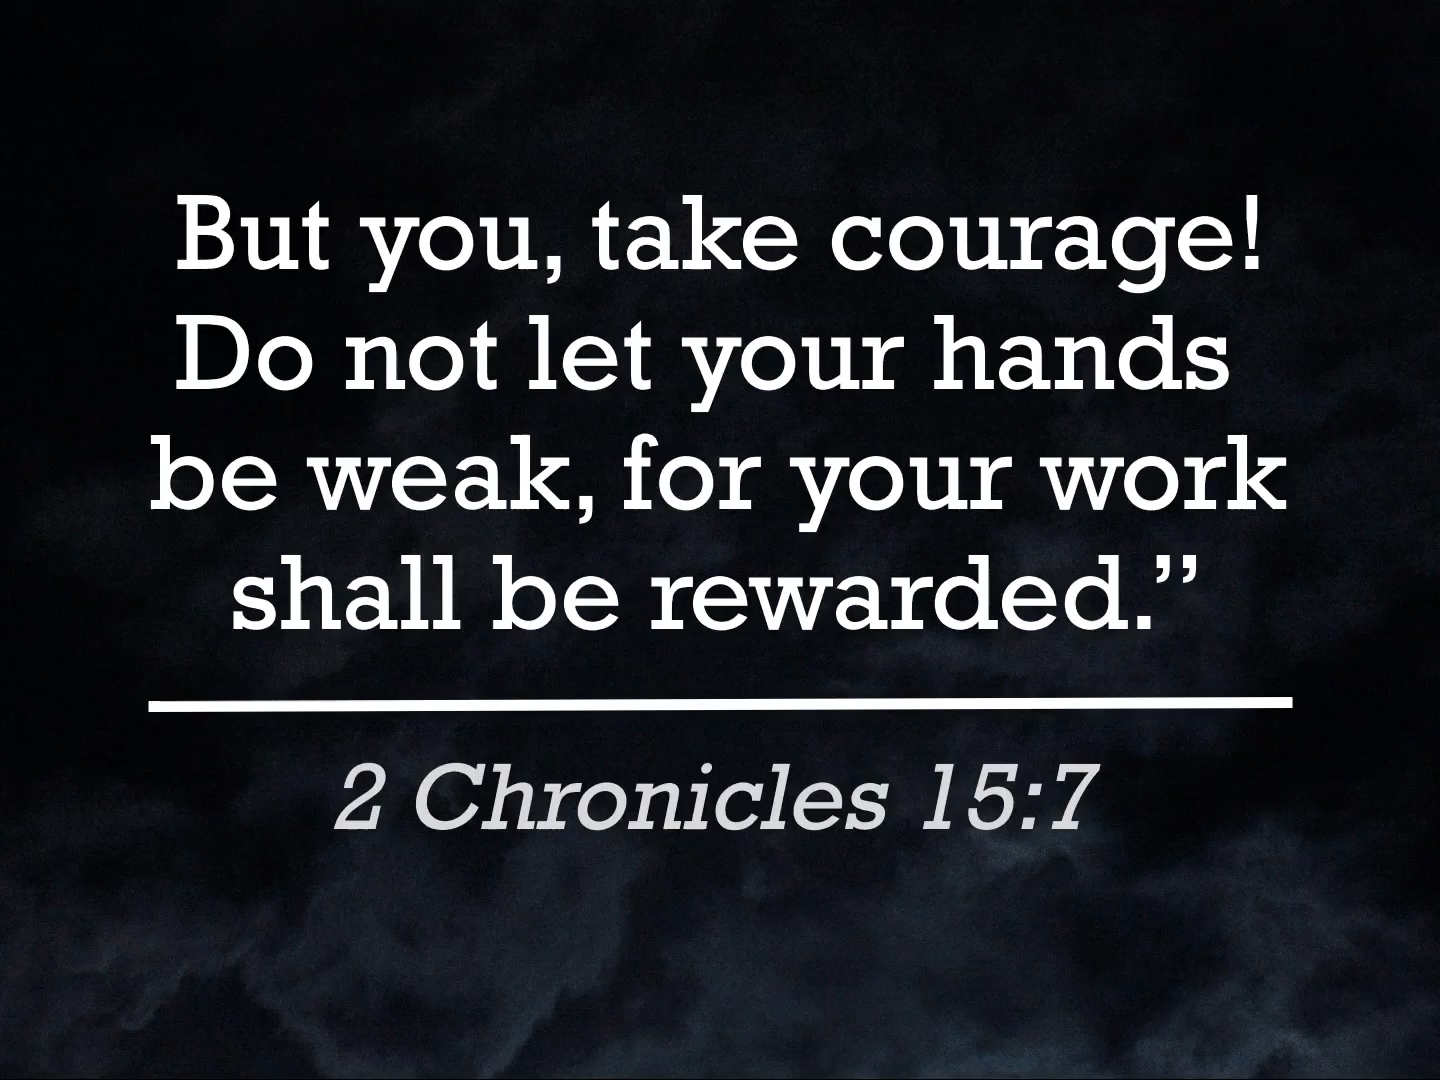 But you, take courage!
Do not let your hands
be weak, for your work
shall be rewarded.”
2 Chronicles 15:7